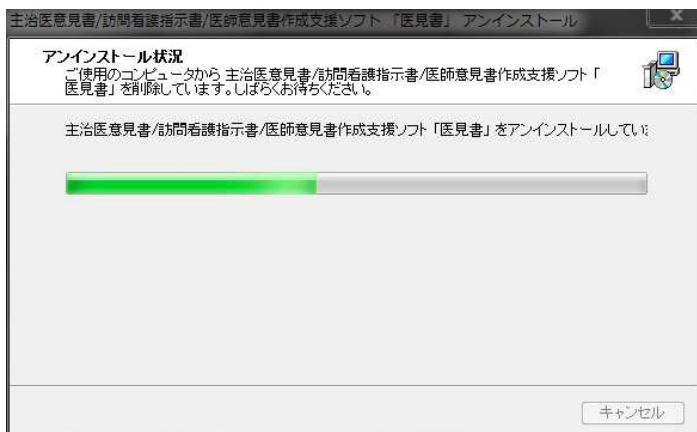 主治医意見書/訪問看護指示書/医師意見書作成支援ソフト 「医見書」 アンインストール
アンインストール状況
ご使用のコンピュータから 主治医意見書/訪問看護指示書/医師意見書作成支援ソフト「
医見書」 を削除しています。しばらくお待ちください。
主治医意見書/訪問看護指示書/医師意見書作成支援ソフト「医見書」をアンインストールしてい
キャンセル